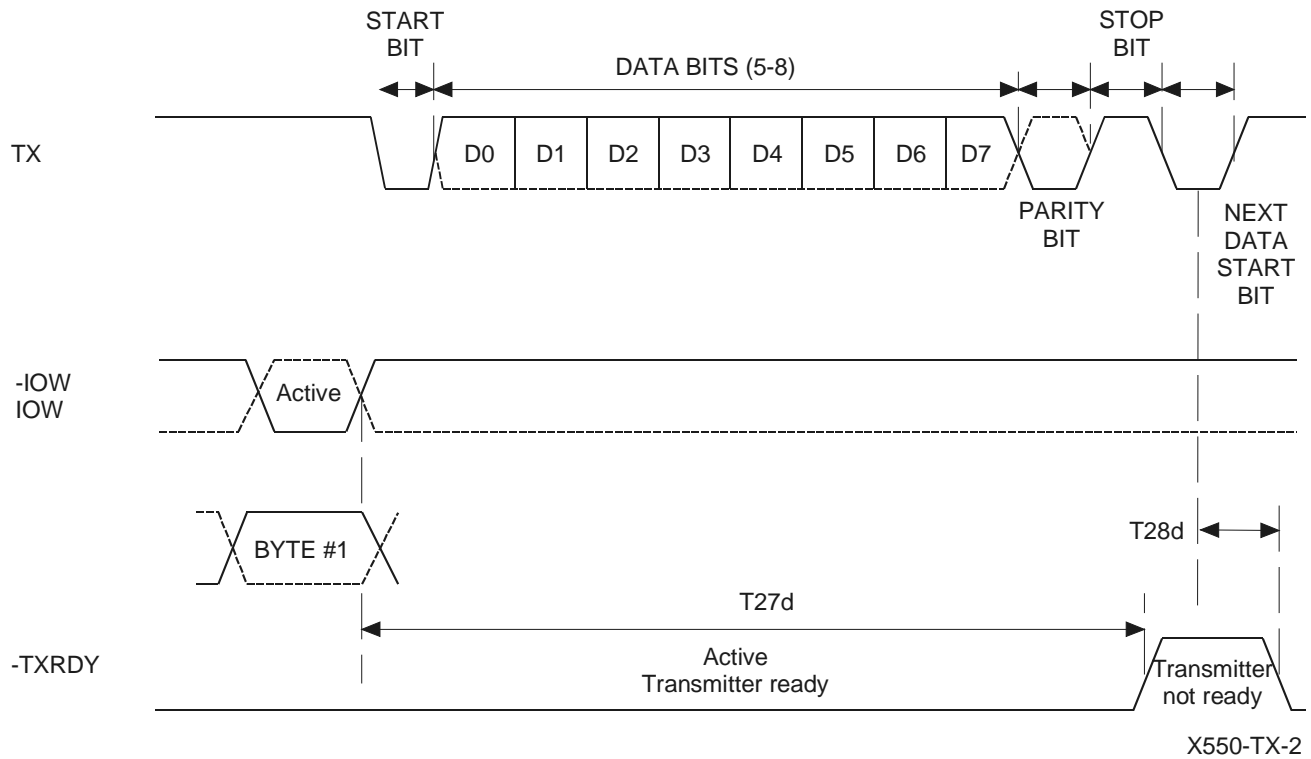 START
BIT
STOP
BIT
DATA BITS (5-8)
TX
D0 D1 D2 D3 D4 D5 D6 D7
PARITY
BIT
NEXT
DATA
START
BIT
-IOW
IOW
Active
BYTE #1
T28d
T27d
-TXRDY
Active
Transmitter ready
Transmitter
not ready
X550-TX-2